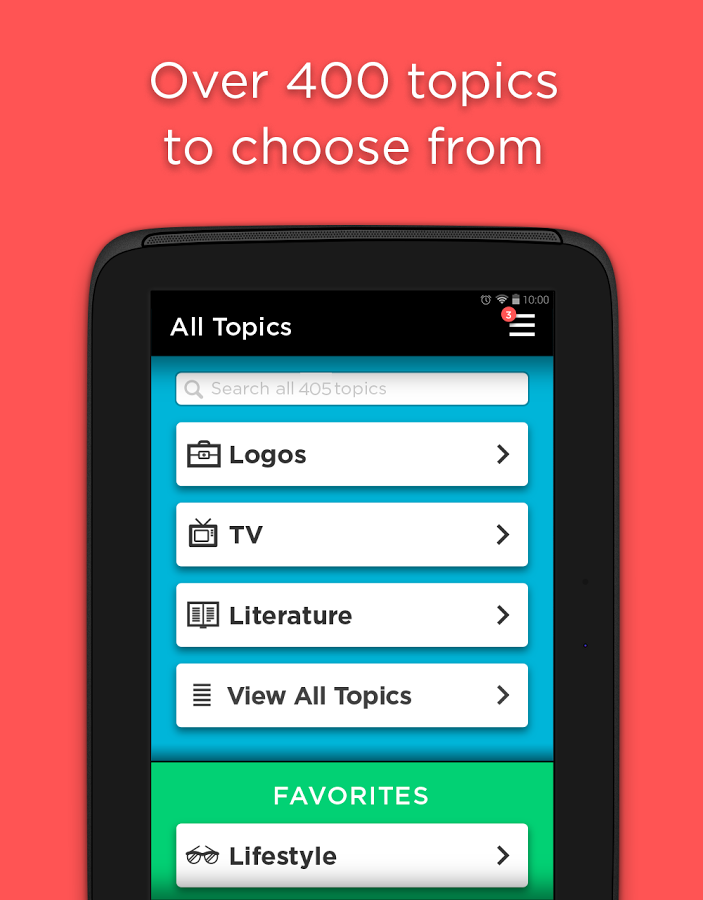 Over 400 topics
to choose from
10:00
3
All Topics
Search all 405 topics
Logos
TV
Literature
View All Topics
FAVORITES
Lifestyle